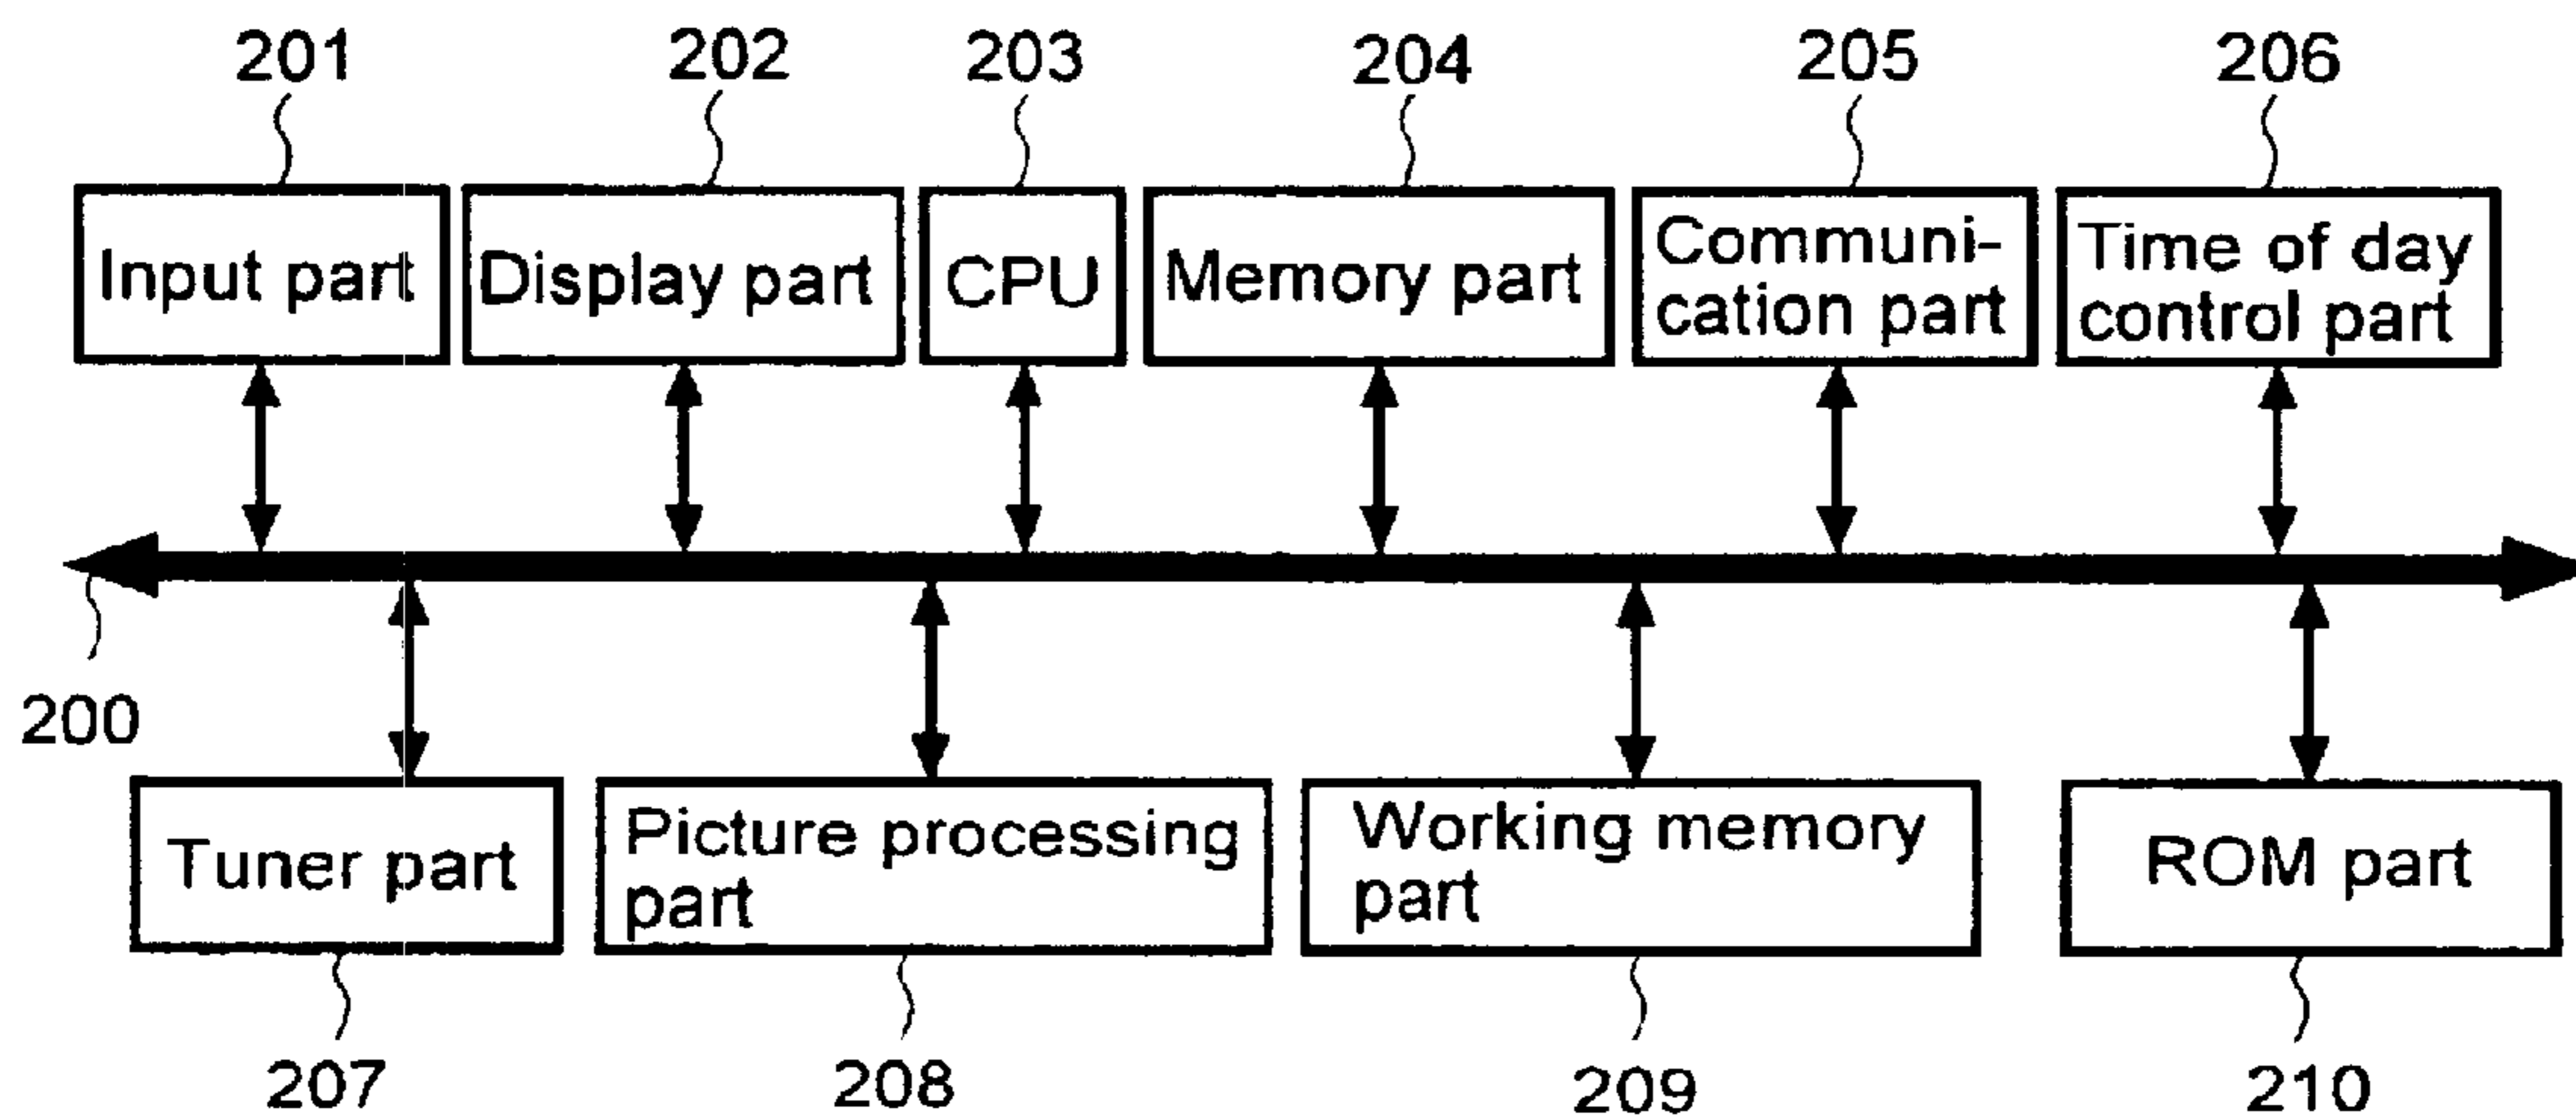 201 202 203 204 205 206
Input part
Display part
CPU
Memory part
Communi-
cation part
Time of day
control part
200
Tuner part
Picture processing
part
Working memory
part
ROM part
207 208 209 210